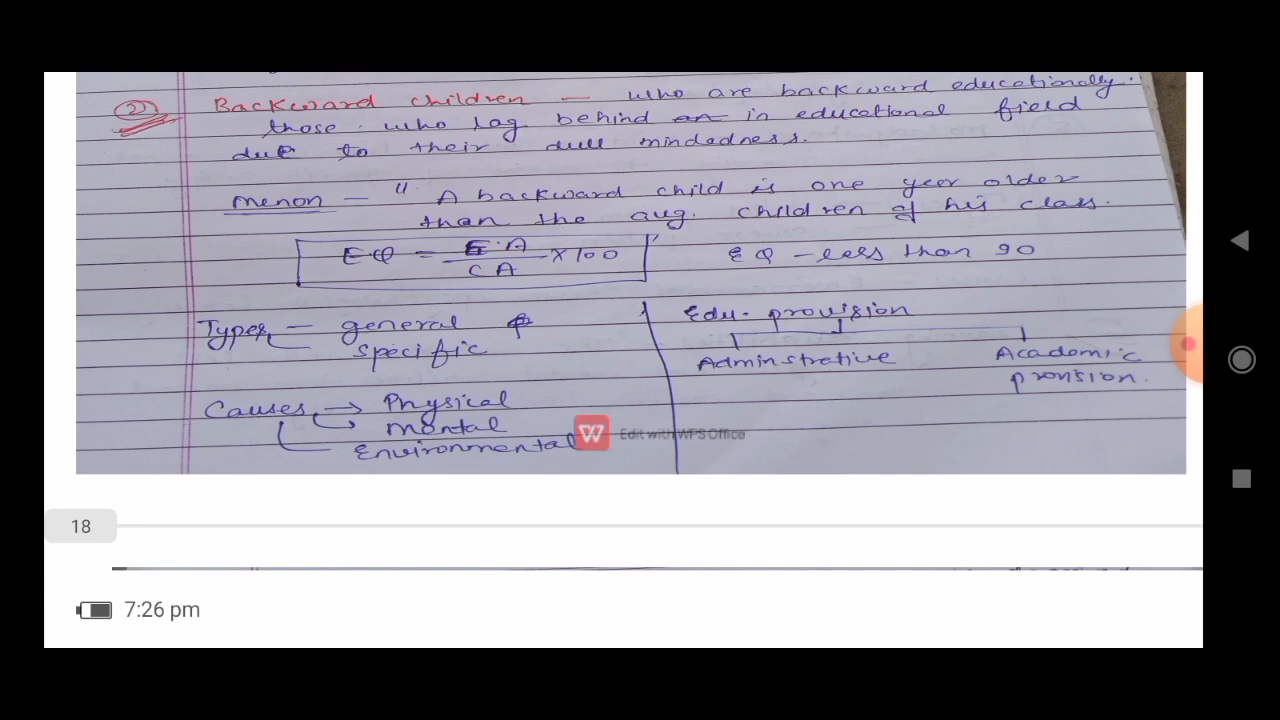 22 Backward children — who are backward educationally.
those who lag behind an in educational field
due to their dull mindedness.
Menon — " A backward child is one year older
than the avg. children of his class.
EQ = E.A / CA × 100 EQ - less than 90
Types — general &
specific
Edu. provision
Adminstrative Academic
provision.
Causes → Physical
mental
Environmental
Edit with WPS Office
18
7:26 pm